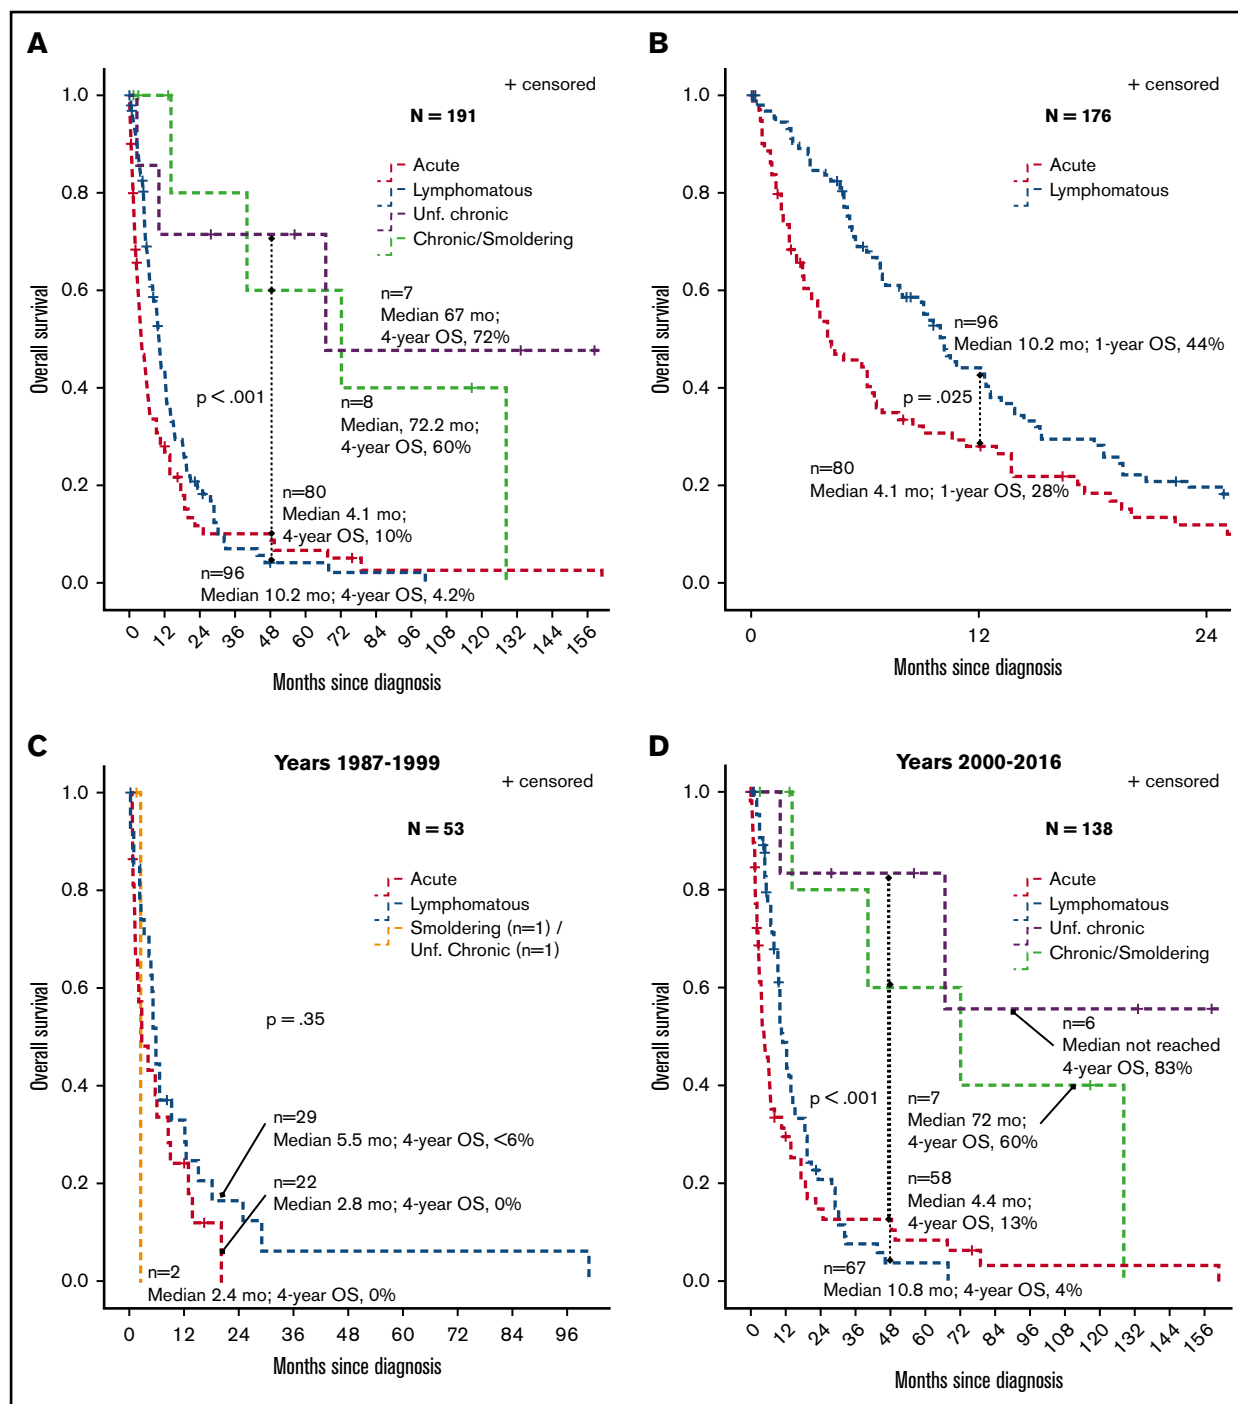 A
+ censored
N = 191
Acute
Lymphomatous
Unf. chronic
Chronic/Smoldering
n=7
Median 67 mo;
4-year OS, 72%
p < .001
n=8
Median, 72.2 mo;
4-year OS, 60%
n=80
Median 4.1 mo;
4-year OS, 10%
n=96
Median 10.2 mo; 4-year OS, 4.2%
Overall survival
1.0
0.8
0.6
0.4
0.2
0.0
0 12 24 36 48 60 72 84 96 108 120 132 144 156
Months since diagnosis
B
+ censored
N = 176
Acute
Lymphomatous
n=96
Median 10.2 mo; 1-year OS, 44%
p = .025
n=80
Median 4.1 mo; 1-year OS, 28%
Overall survival
1.0
0.8
0.6
0.4
0.2
0.0
0 12 24
Months since diagnosis
C
Years 1987-1999
+ censored
N = 53
Acute
Lymphomatous
Smoldering (n=1) /
Unf. Chronic (n=1)
p = .35
n=29
Median 5.5 mo; 4-year OS, <6%
n=22
Median 2.8 mo; 4-year OS, 0%
n=2
Median 2.4 mo; 4-year OS, 0%
Overall survival
1.0
0.8
0.6
0.4
0.2
0.0
0 12 24 36 48 60 72 84 96
Months since diagnosis
D
Years 2000-2016
+ censored
N = 138
Acute
Lymphomatous
Unf. chronic
Chronic/Smoldering
n=6
Median not reached
4-year OS, 83%
p < .001
n=7
Median 72 mo;
4-year OS, 60%
n=58
Median 4.4 mo;
4-year OS, 13%
n=67
Median 10.8 mo; 4-year OS, 4%
Overall survival
1.0
0.8
0.6
0.4
0.2
0.0
0 12 24 36 48 60 72 84 96 108 120 132 144 156
Months since diagnosis